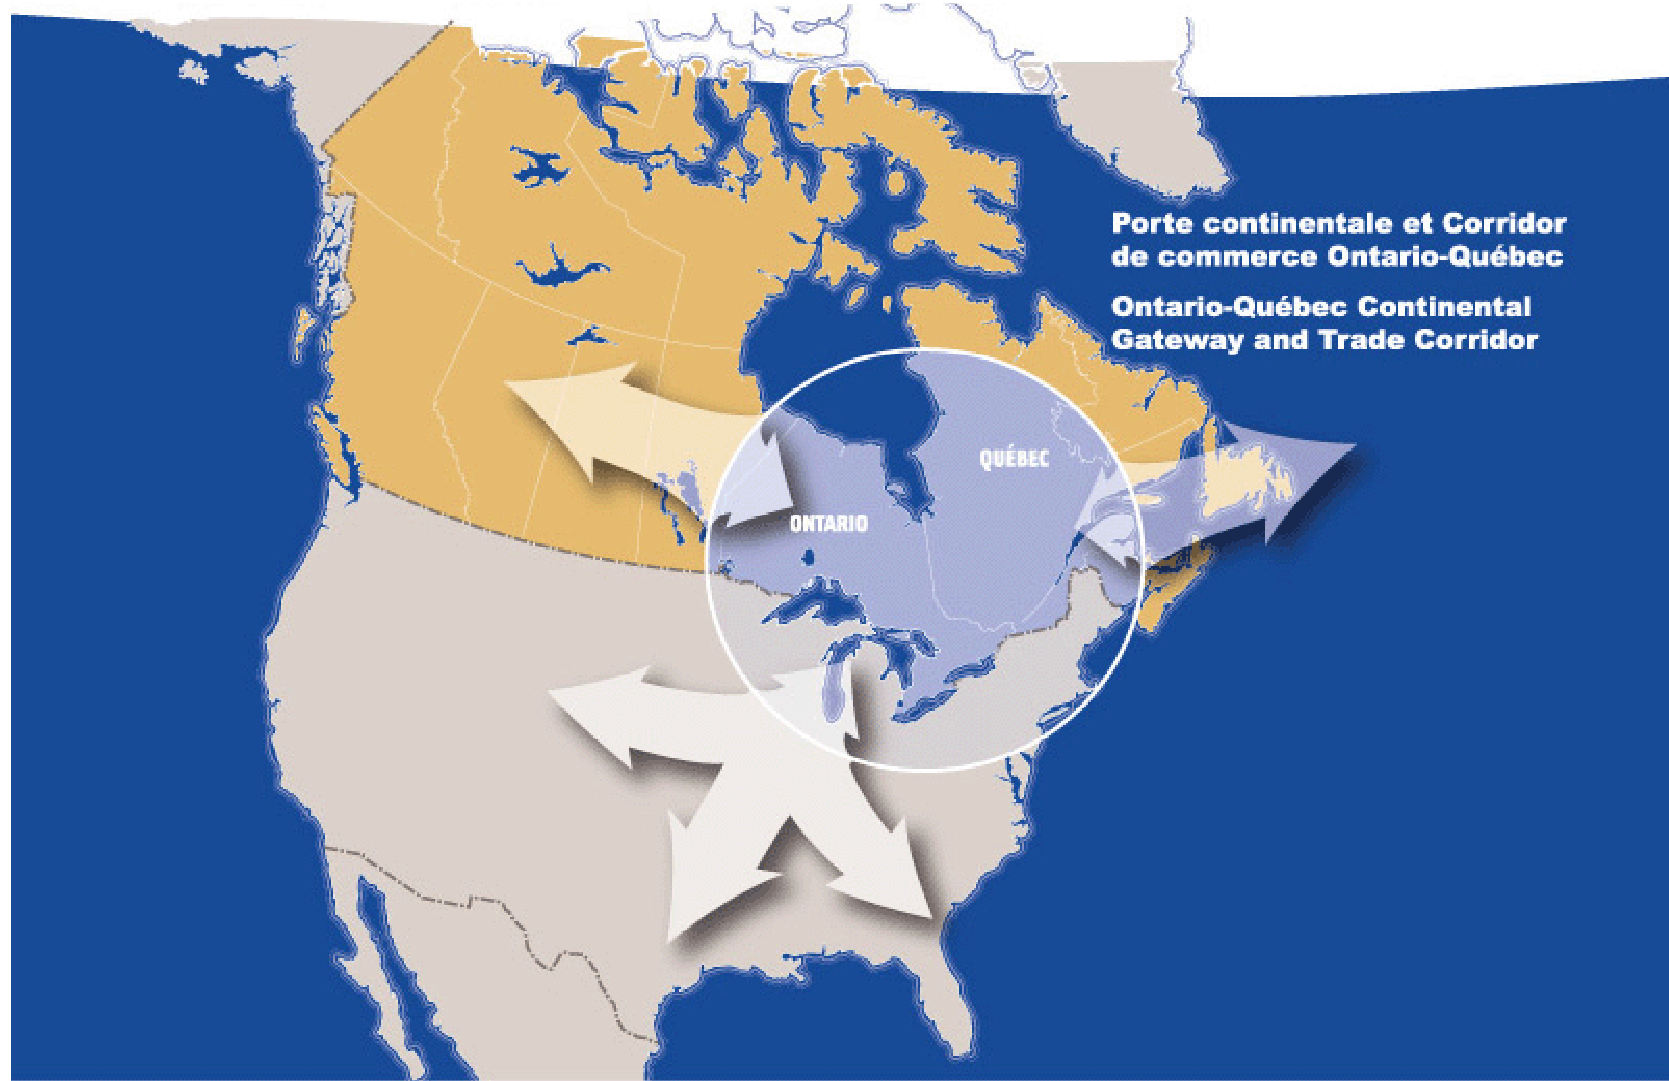 Porte continentale et Corridor
de commerce Ontario-Québec
Ontario-Québec Continental
Gateway and Trade Corridor
QUÉBEC
ONTARIO